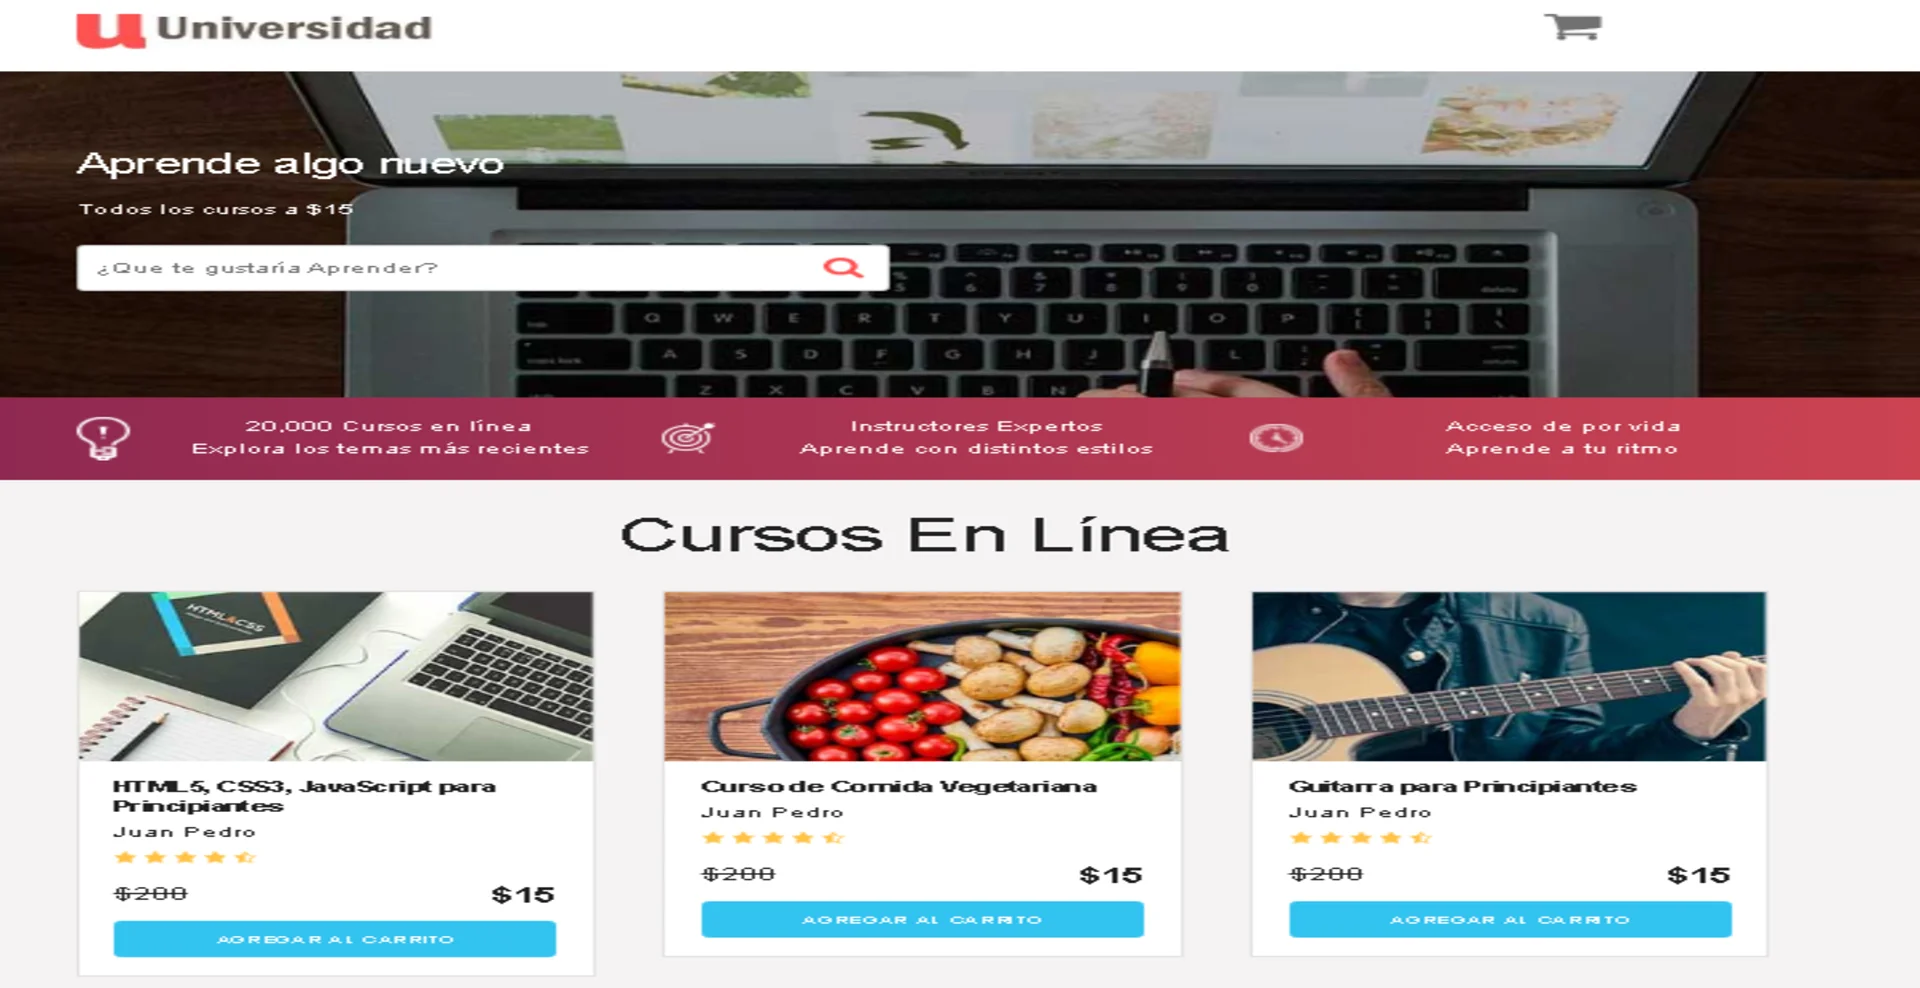 u Universidad
Aprende algo nuevo
Todos los cursos a $15
¿Que te gustaría Aprender?
20,000 Cursos en línea
Explora los temas más recientes
Instructores Expertos
Aprende con distintos estilos
Acceso de por vida
Aprende a tu ritmo
Cursos En Línea
HTML&CSS
HTML5, CSS3, JavaScript para
Principiantes
Juan Pedro
$200 $15
AGREGAR AL CARRITO
Curso de Comida Vegetariana
Juan Pedro
$200 $15
AGREGAR AL CARRITO
Guitarra para Principiantes
Juan Pedro
$200 $15
AGREGAR AL CARRITO